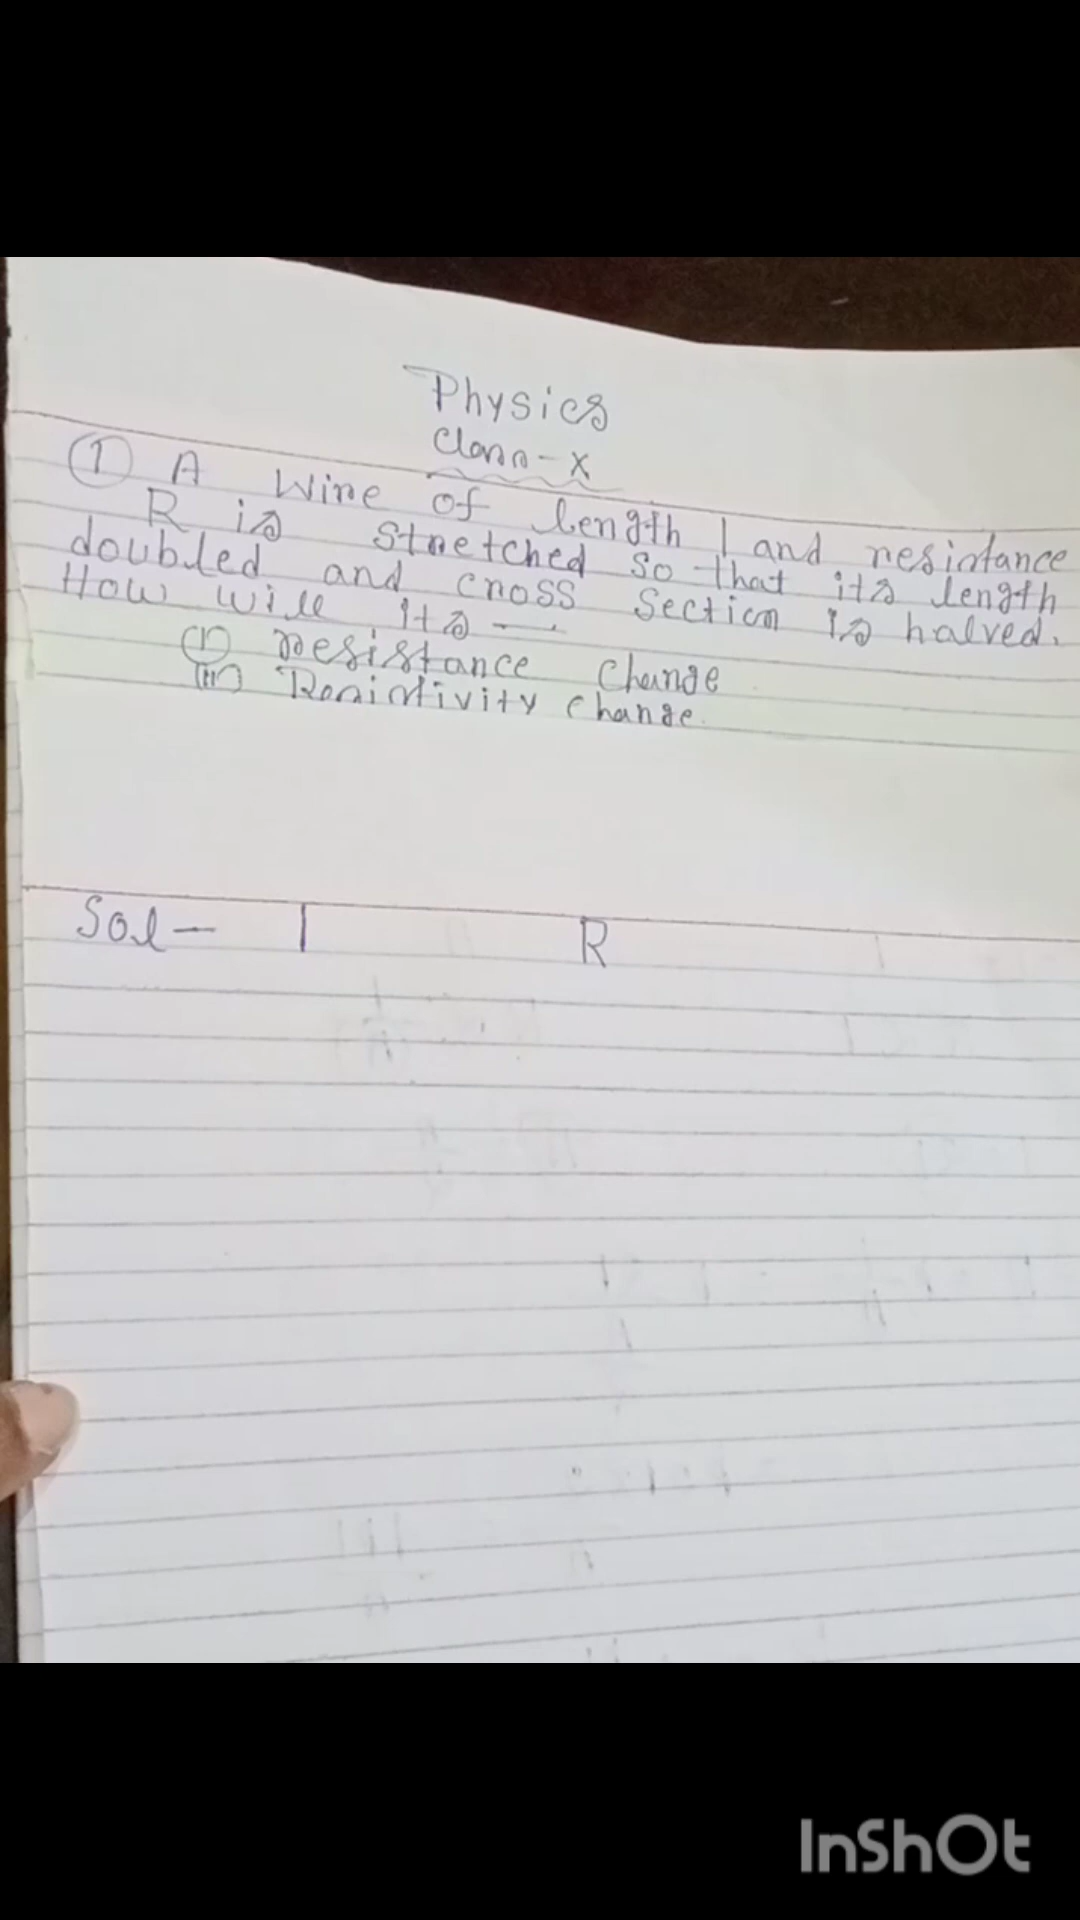 Physics
Class-X
① A wire of length l and resistance
R is stretched so that its length
doubled and cross section is halved.
How will its —
(i) resistance change
(ii) Resistivity change.
Sol— l R
InShOt